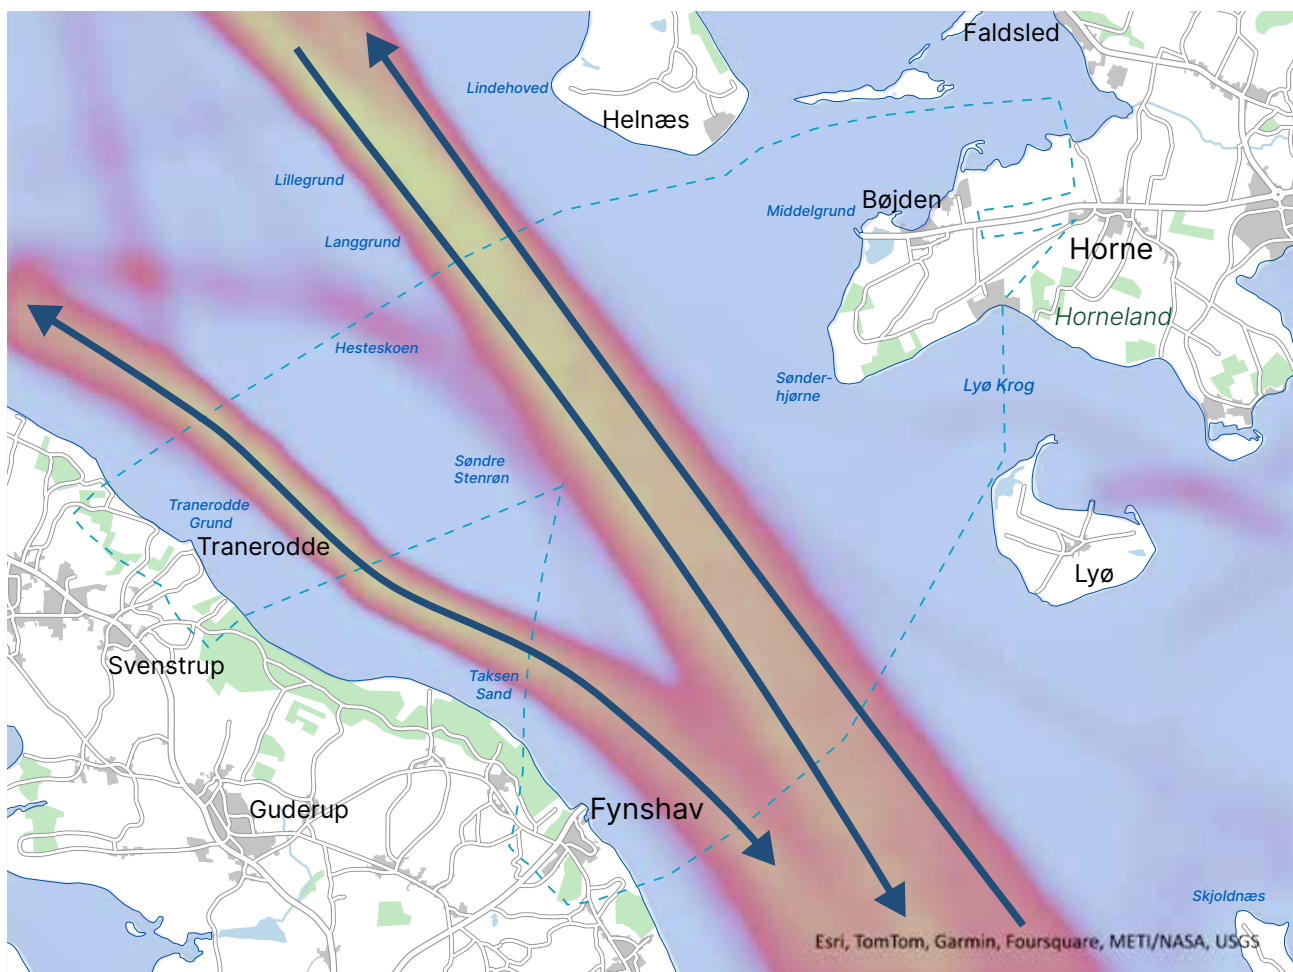 Faldsled
Lindehoved
Helnæs
Lillegrund
Bøjden
Middelgrund
Langgrund
Horne
Horneland
Hesteskoen
Sønder-
hjørne
Lyø Krog
Søndre
Stenrøn
Tranerodde
Grund
Tranerodde
Lyø
Svenstrup
Taksen
Sand
Guderup
Fynshav
Skjoldnæs
Esri, TomTom, Garmin, Foursquare, METI/NASA, USGS